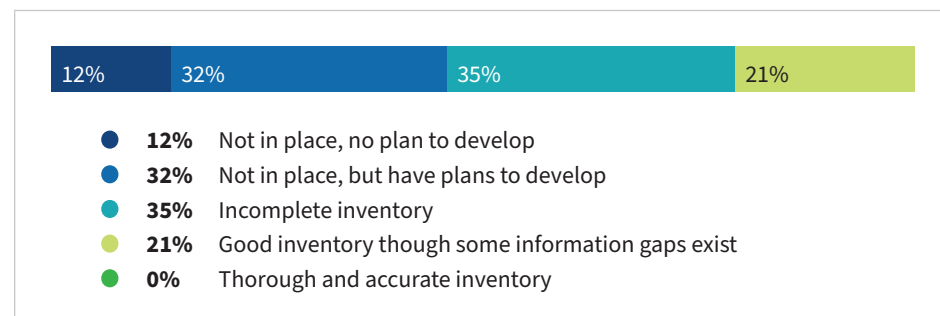 12% 32% 35% 21%
12% Not in place, no plan to develop
32% Not in place, but have plans to develop
35% Incomplete inventory
21% Good inventory though some information gaps exist
0% Thorough and accurate inventory